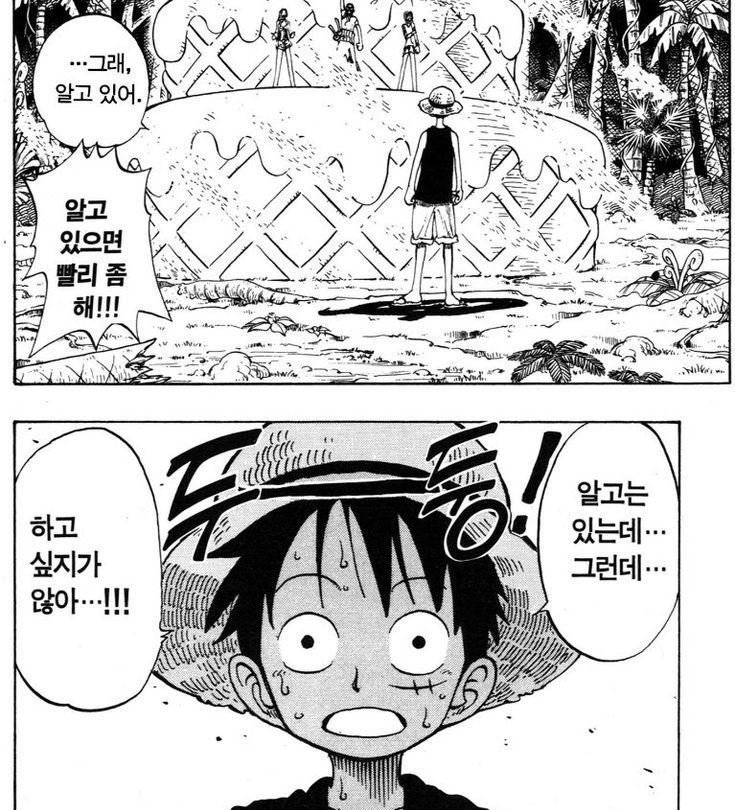 …그래,
알고 있어.
알고
있으면
빨리 좀
해!!!
두둥!
알고는
있는데…
그런데…
하고
싶지가
않아…!!!